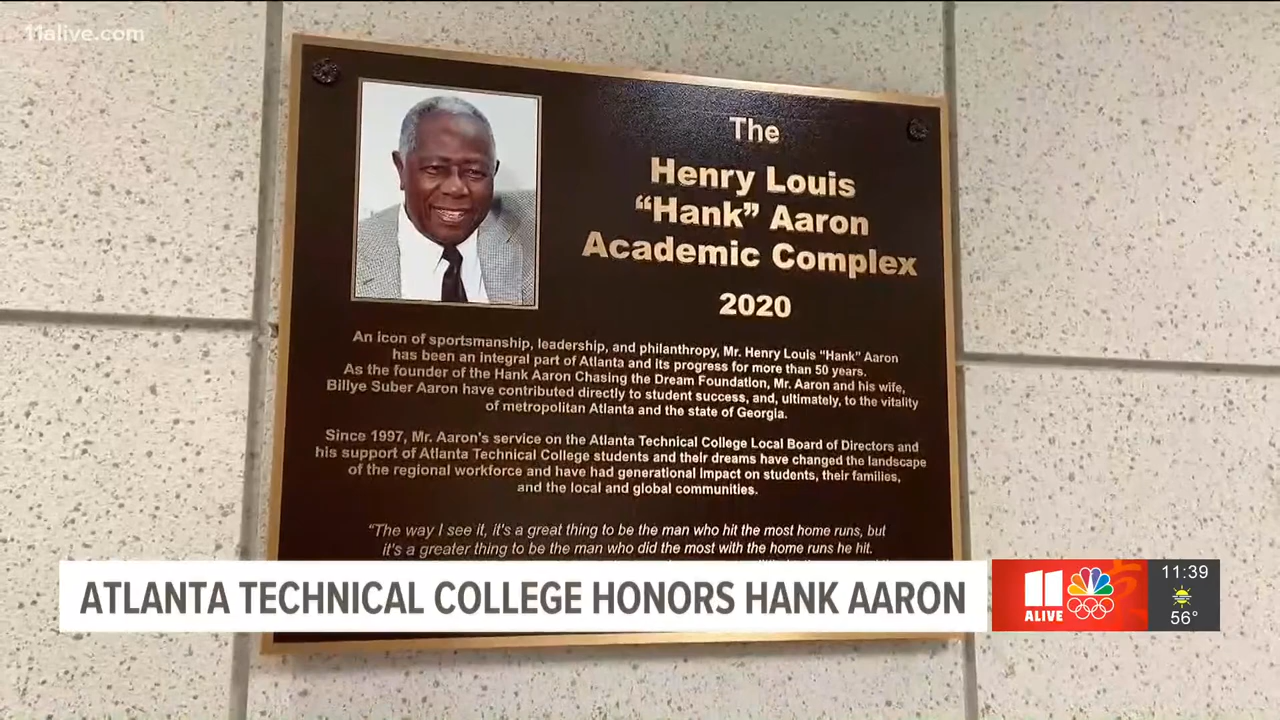 11alive.com
The
Henry Louis
“Hank” Aaron
Academic Complex
2020
An icon of sportsmanship, leadership, and philanthropy, Mr. Henry Louis “Hank” Aaron
has been an integral part of Atlanta and its progress for more than 50 years.
As the founder of the Hank Aaron Chasing the Dream Foundation, Mr. Aaron and his wife,
Billye Suber Aaron have contributed directly to student success, and, ultimately, to the vitality
of metropolitan Atlanta and the state of Georgia.
Since 1997, Mr. Aaron's service on the Atlanta Technical College Local Board of Directors and
his support of Atlanta Technical College students and their dreams have changed the landscape
of the regional workforce and have had generational impact on students, their families,
and the local and global communities.
“The way I see it, it's a great thing to be the man who hit the most home runs, but
it's a greater thing to be the man who did the most with the home runs he hit.
ATLANTA TECHNICAL COLLEGE HONORS HANK AARON
11
ALIVE
11:39
56°